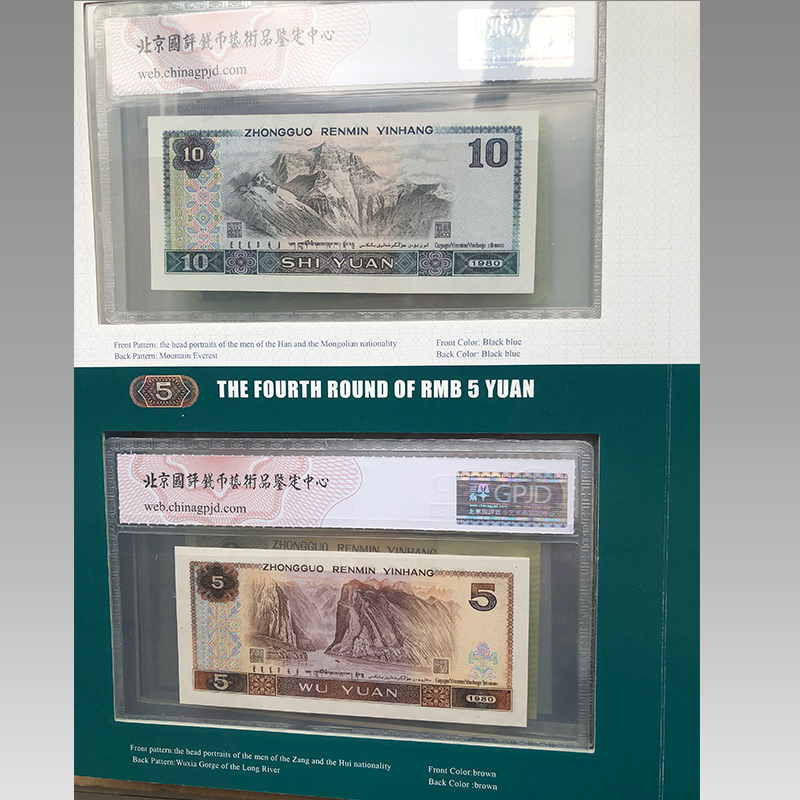 北京國評錢币藝術品鑒定中心
web.chinagpjd.com
ZHONGGUO RENMIN YINHANG
10
10
10 SHI YUAN 1980
Front Pattern: the head portraits of the men of the Han and the Mongolian nationality
Front Color: Black blue
Back Pattern: Mountain Everest
Back Color: Black blue
5 THE FOURTH ROUND OF RMB 5 YUAN
北京國評錢币藝術品鑒定中心
web.chinagpjd.com
GPJD
ZHONGGUO RENMIN YINHANG
ZHONGGUO RENMIN YINHANG
5
5
5 WU YUAN 1980
Front pattern:the head portraits of the men of the Zang and the Hui nationality
Front Color:brown
Back Pattern:Wuxia Gorge of the Long River
Back Color :brown